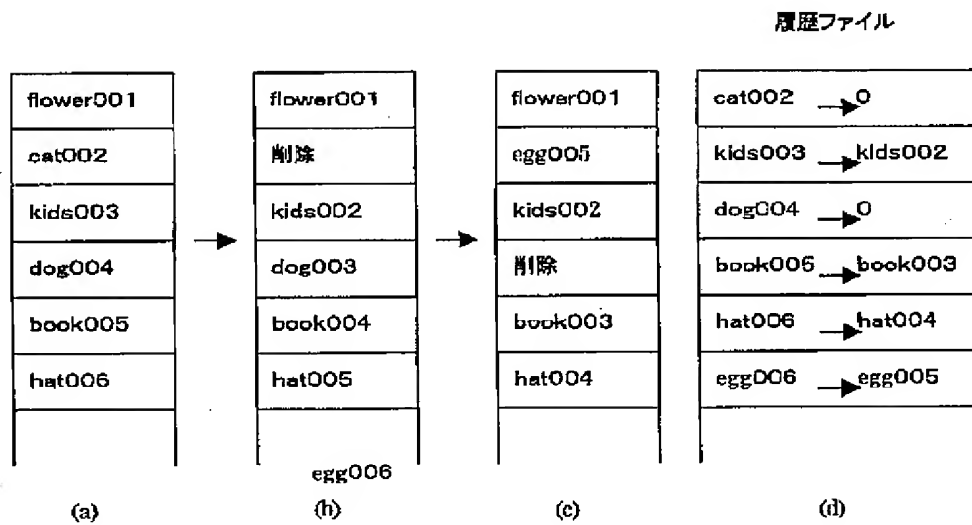 履歴ファイル
flower001
cat002
kids003
dog004
book005
hat006
(a)
flower001
削除
kids002
dog003
book004
hat005
egg006
(b)
flower001
egg005
kids002
削除
book003
hat004
(c)
cat002 → 0
kids003 → kids002
dog004 → 0
book005 → book003
hat006 → hat004
egg006 → egg005
(d)